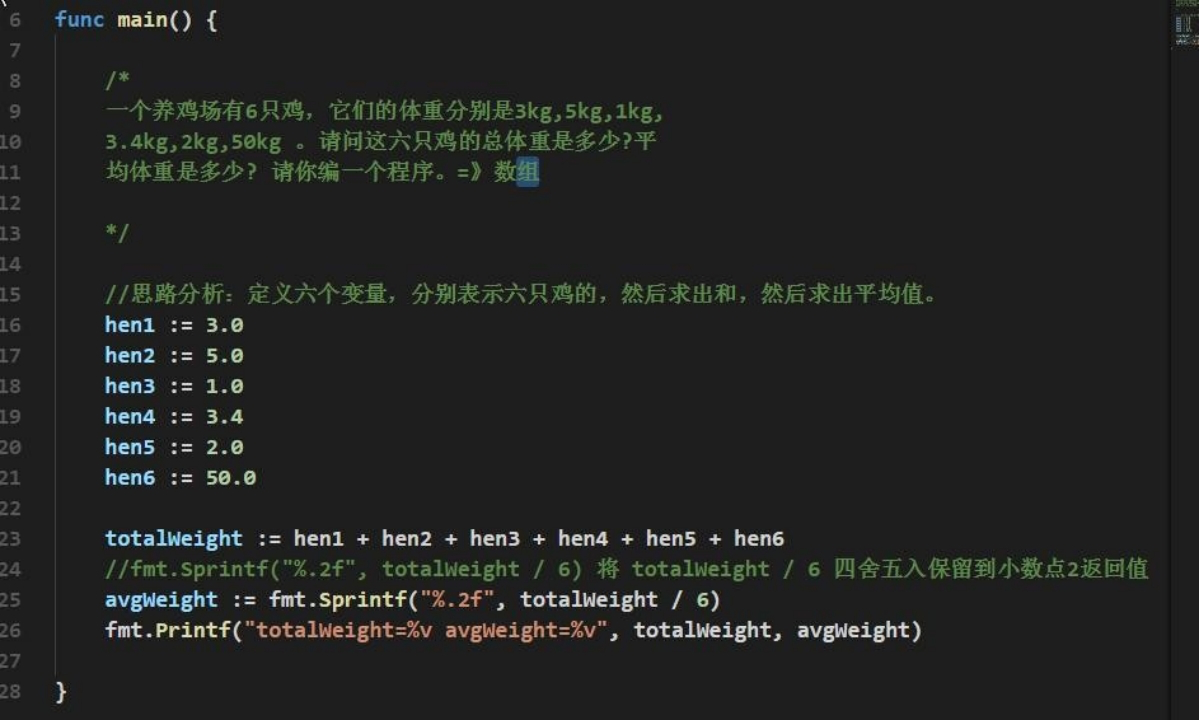 6 func main() {
7
8 /*
9 一个养鸡场有6只鸡，它们的体重分别是3kg,5kg,1kg,
10 3.4kg,2kg,50kg 。请问这六只鸡的总体重是多少?平
11 均体重是多少? 请你编一个程序。=》数组
12
13 */
14
15 //思路分析：定义六个变量，分别表示六只鸡的，然后求出和，然后求出平均值。
16 hen1 := 3.0
17 hen2 := 5.0
18 hen3 := 1.0
19 hen4 := 3.4
20 hen5 := 2.0
21 hen6 := 50.0
22
23 totalWeight := hen1 + hen2 + hen3 + hen4 + hen5 + hen6
24 //fmt.Sprintf("%.2f", totalWeight / 6) 将 totalWeight / 6 四舍五入保留到小数点2返回值
25 avgWeight := fmt.Sprintf("%.2f", totalWeight / 6)
26 fmt.Printf("totalWeight=%v avgWeight=%v", totalWeight, avgWeight)
27
28 }